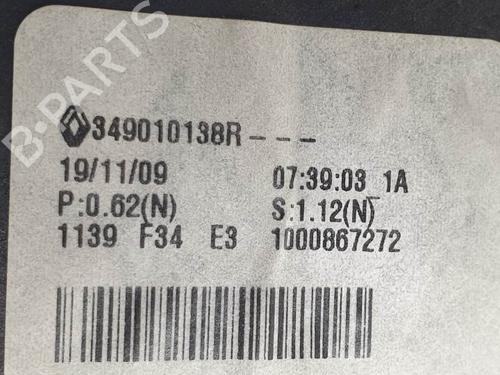 349010138R---
19/11/09 07:39:03 1A
P:0.62(N) S:1.12(N)
1139 F34 E3 1000867272
B-PARTS